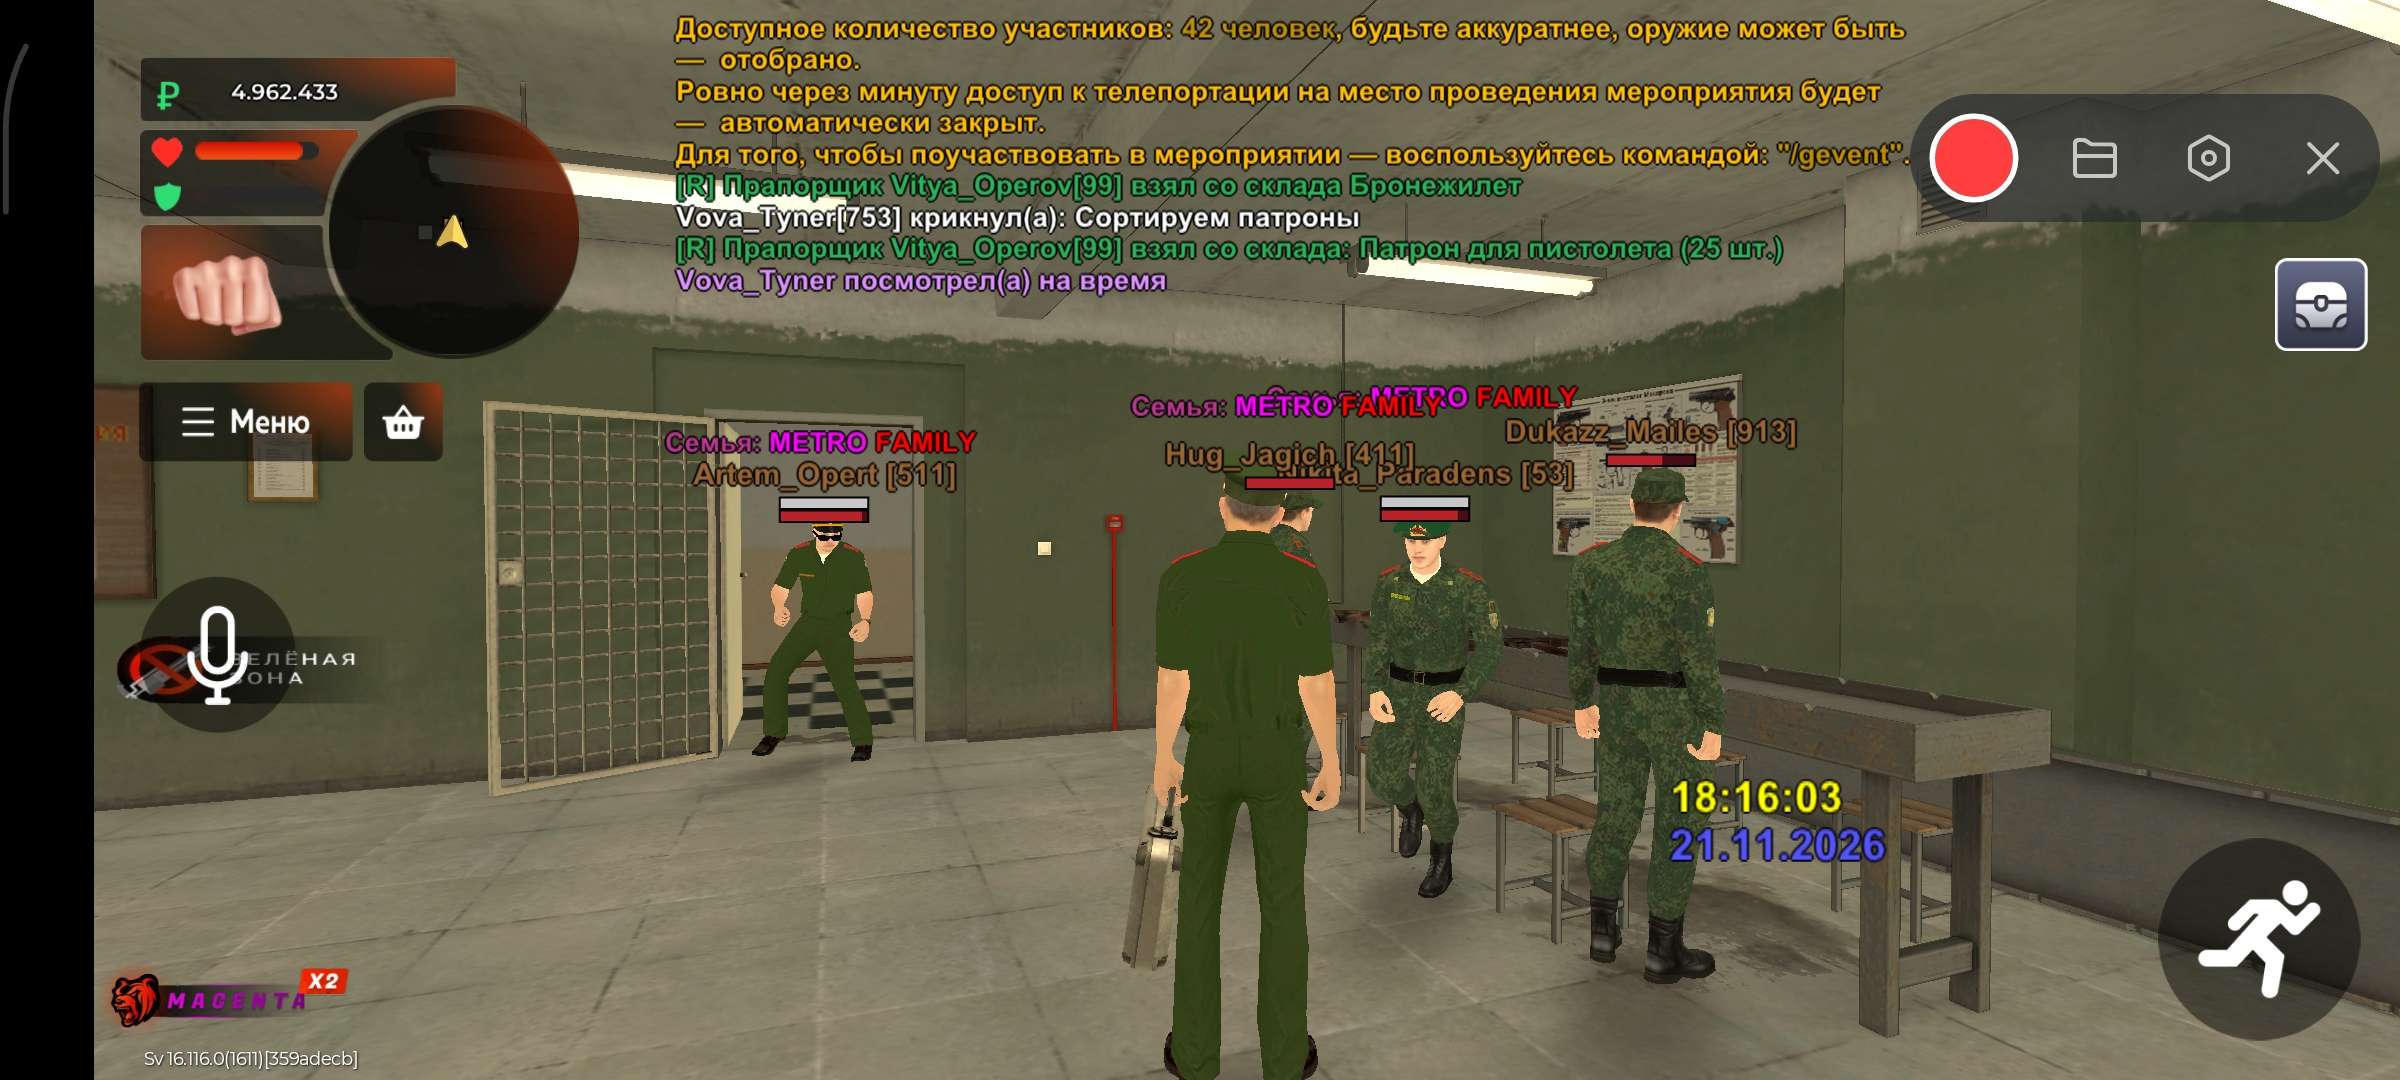 Доступное количество участников: 42 человек, будьте аккуратнее, оружие может быть
— отобрано.
Ровно через минуту доступ к телепортации на место проведения мероприятия будет
— автоматически закрыт.
Для того, чтобы поучаствовать в мероприятии — воспользуйтесь командой: "/gevent".
[R] Прапорщик Vitya_Operov[99] взял со склада Бронежилет
Vova_Tyner[753] крикнул(а): Сортируем патроны
[R] Прапорщик Vitya_Operov[99] взял со склада: Патрон для пистолета (25 шт.)
Vova_Tyner посмотрел(а) на время
4.962.433
Меню
Семья: METRO FAMILY
Artem_Opert [511]
Семья: METRO FAMILY
METRO FAMILY
Hug_Jagich [411]
Dukazz_Mailes [913]
Nikita_Paradens [53]
ЗЕЛЁНАЯ
ЗОНА
18:16:03
21.11.2026
MAGENTA
X2
Sv 16.116.0(1611)[359adecb]